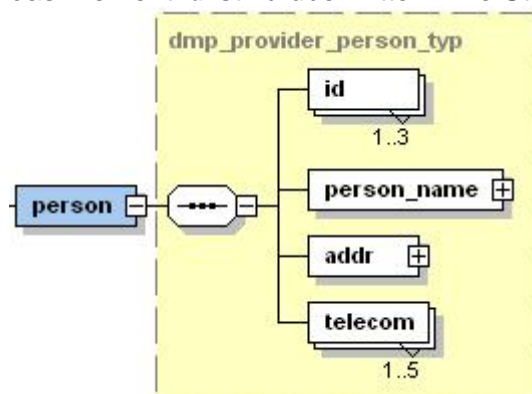 dmp_provider_person_typ
id
1..3
person
person_name
addr
telecom
1..5